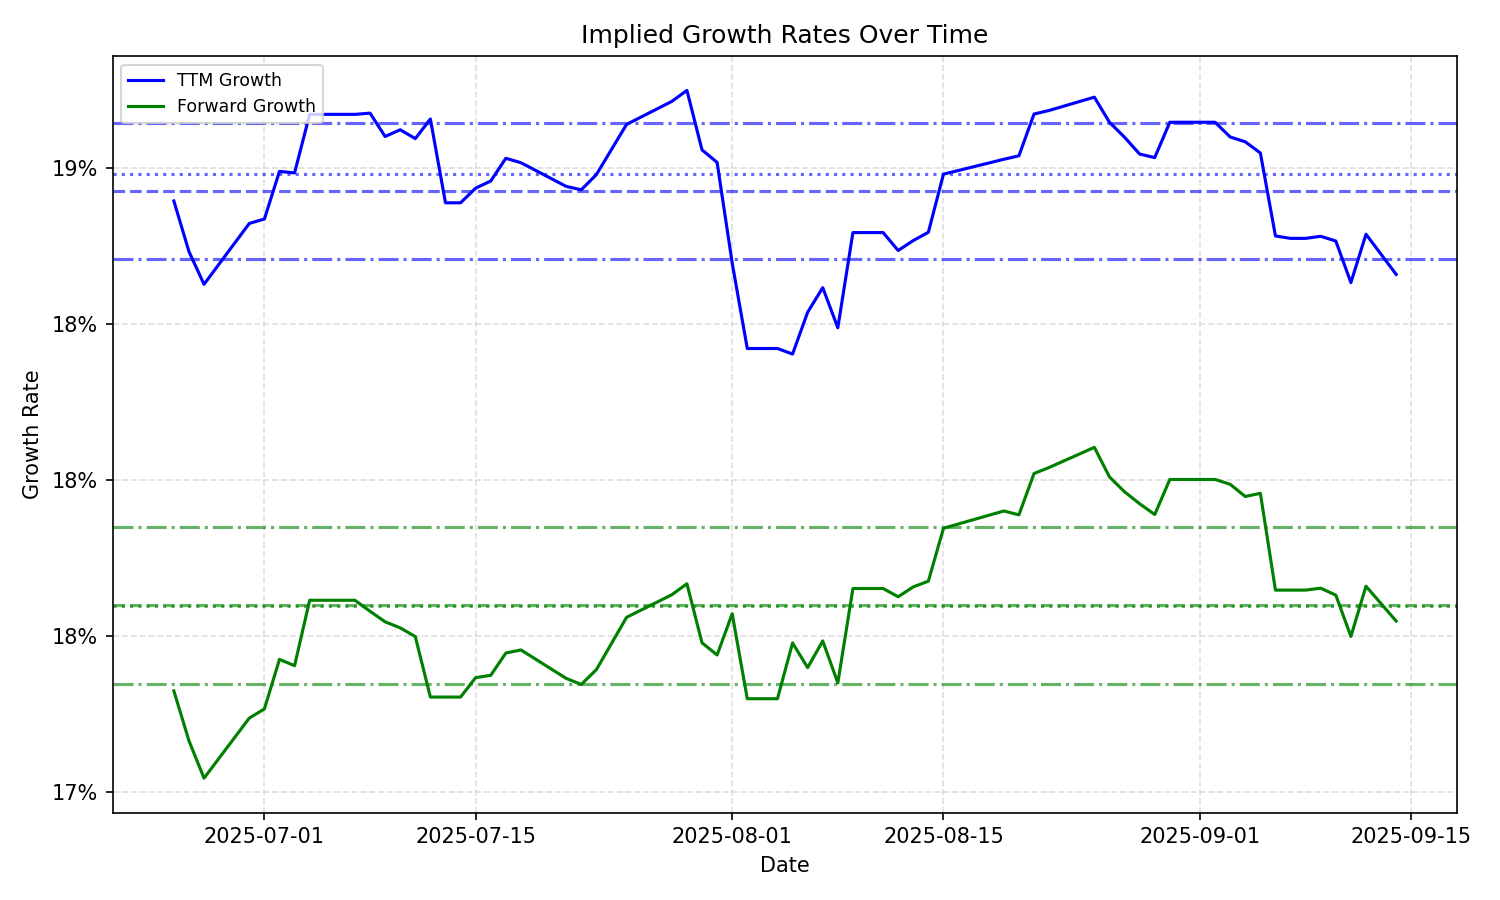 Implied Growth Rates Over Time
TTM Growth
Forward Growth
Growth Rate
19%
18%
18%
18%
17%
2025-07-01
2025-07-15
2025-08-01
2025-08-15
2025-09-01
2025-09-15
Date